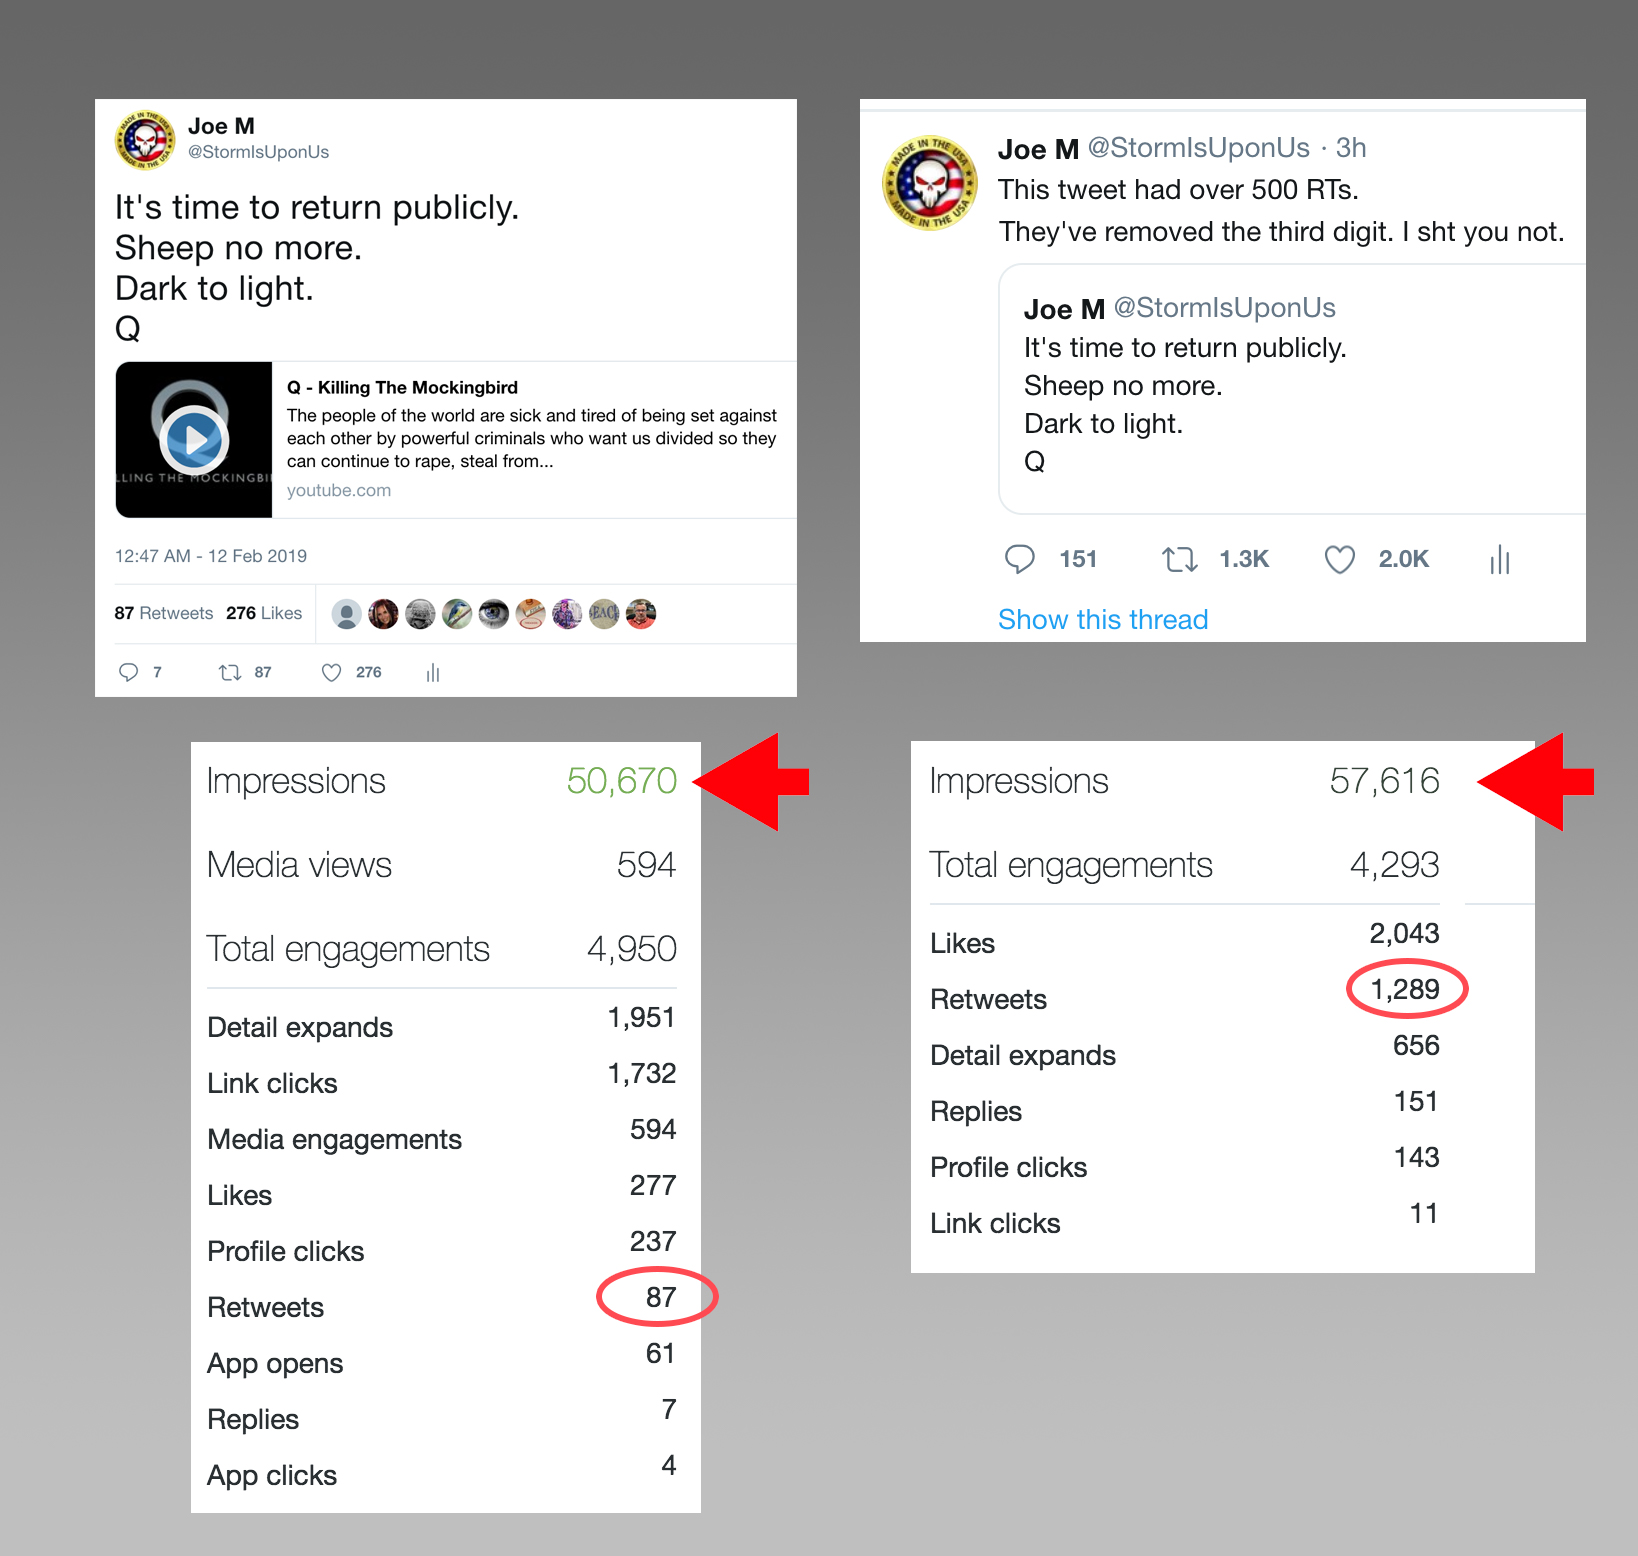 Joe M
@StormIsUponUs
It's time to return publicly.
Sheep no more.
Dark to light.
Q
LLING THE MOCKINGBI
Q - Killing The Mockingbird
The people of the world are sick and tired of being set against
each other by powerful criminals who want us divided so they
can continue to rape, steal from...
youtube.com
12:47 AM - 12 Feb 2019
87 Retweets 276 Likes
7 87 276
MADE IN THE USA
MADE IN THE USA
Joe M @StormIsUponUs · 3h
This tweet had over 500 RTs.
They've removed the third digit. I sht you not.
Joe M @StormIsUponUs
It's time to return publicly.
Sheep no more.
Dark to light.
Q
151 1.3K 2.0K
Show this thread
Impressions 50,670
Media views 594
Total engagements 4,950
Detail expands 1,951
Link clicks 1,732
Media engagements 594
Likes 277
Profile clicks 237
Retweets 87
App opens 61
Replies 7
App clicks 4
Impressions 57,616
Total engagements 4,293
Likes 2,043
Retweets 1,289
Detail expands 656
Replies 151
Profile clicks 143
Link clicks 11